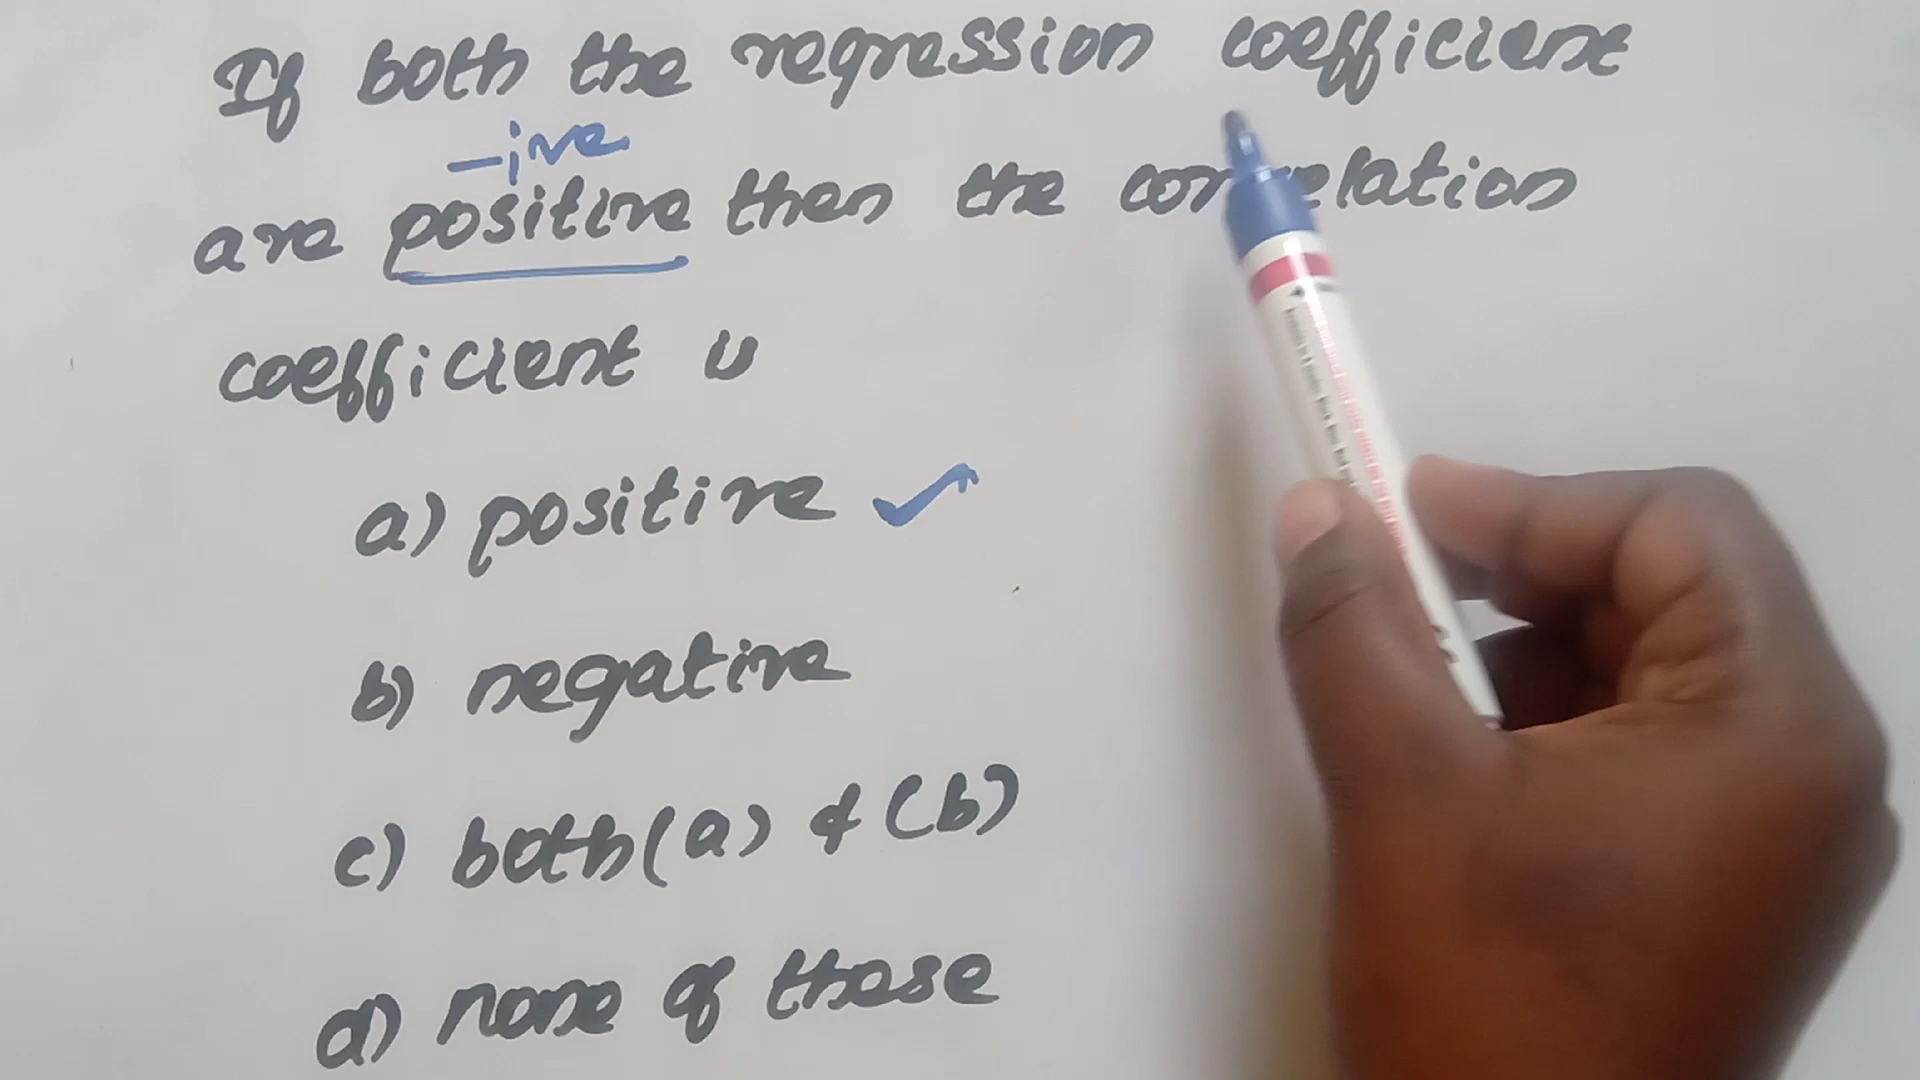 If both the regression coefficient
-ive
are positive then the correlation
coefficient is
a) positive
b) negative
c) both (a) & (b)
d) none of these